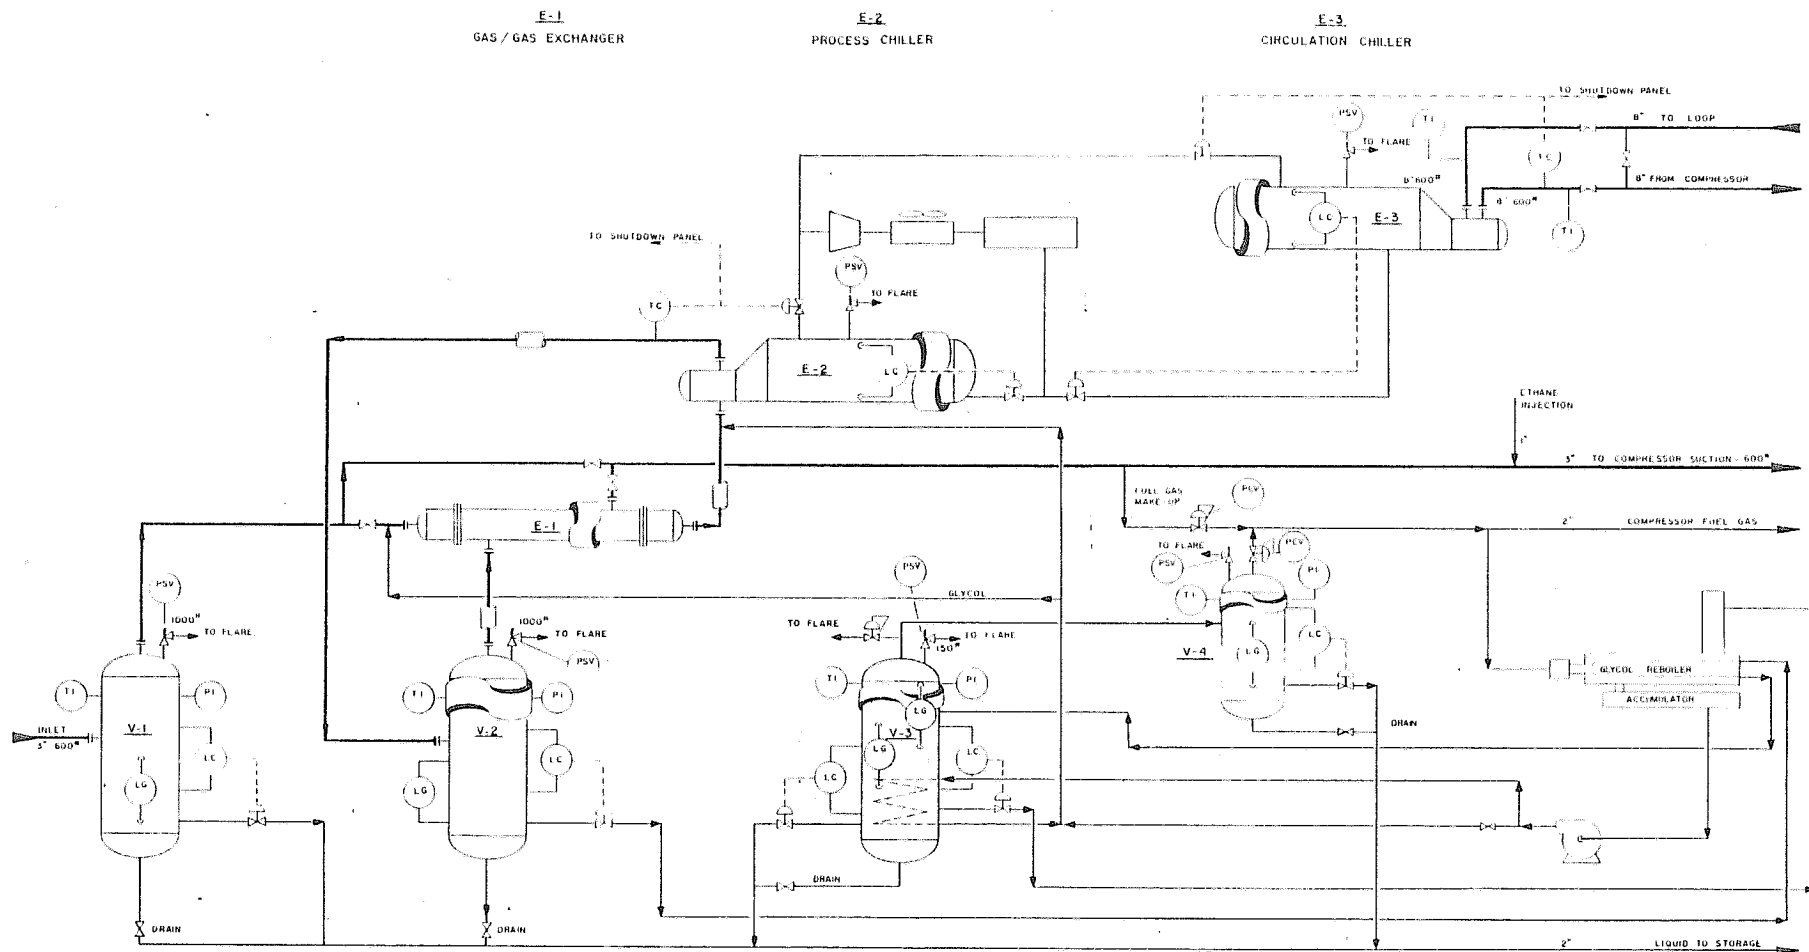 E-1
GAS / GAS EXCHANGER
E-2
PROCESS CHILLER
E-3
CIRCULATION CHILLER
TO SHUTDOWN PANEL
PSV
TI
8" TO LOOP
TO FLARE
8" 600#
TC
8" FROM COMPRESSOR
LC
E-3
8" 600#
TI
TO SHUTDOWN PANEL
PSV
TO FLARE
TC
E-2
LC
ETHANE
INJECTION
1"
3" TO COMPRESSOR SUCTION - 600#
FUEL GAS
MAKE-UP
PCV
2" COMPRESSOR FUEL GAS
E-1
TO FLARE
PCV
PSV
PI
PSV
PSV
GLYCOL
TI
1000#
TO FLARE
1000#
TO FLARE
PSV
TO FLARE
TO FLARE
150#
V-4
LG
LC
GLYCOL REBOILER
ACCUMULATOR
TI
PI
TI
PI
TI
PI
LG
DRAIN
INLET
3" 600#
V-1
LC
LG
V-2
LC
LG
V-3
LG
LC
LC
DRAIN
DRAIN
DRAIN
2" LIQUID TO STORAGE